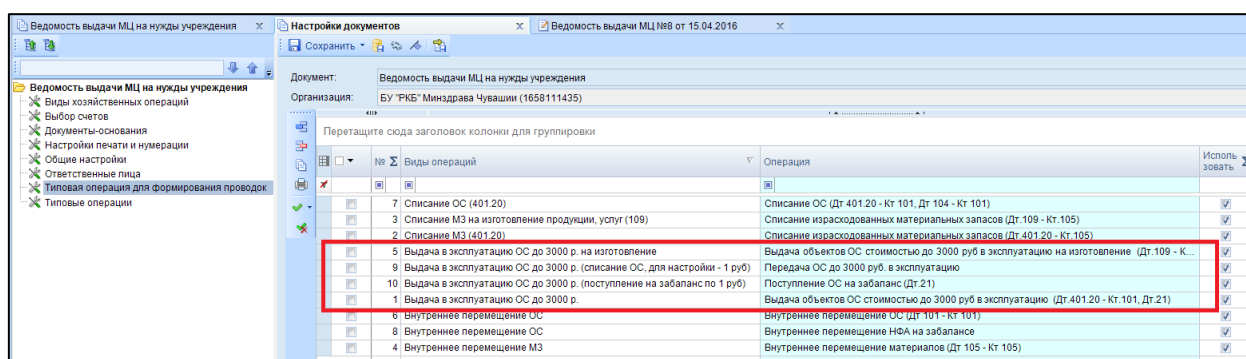 Ведомость выдачи МЦ на нужды учреждения x
Настройки документов x
Ведомость выдачи МЦ №8 от 15.04.2016 x
Сохранить
Документ: Ведомость выдачи МЦ на нужды учреждения
Организация: БУ "РКБ" Минздрава Чувашии (1658111435)
Ведомость выдачи МЦ на нужды учреждения
Виды хозяйственных операций
Выбор счетов
Документы-основания
Настройки печати и нумерации
Общие настройки
Ответственные лица
Типовая операция для формирования проводок
Типовые операции
Перетащите сюда заголовок колонки для группировки
№ Σ Виды операций Операция Исполь зовать Σ
7 Списание ОС (401.20) Списание ОС (Дт 401.20 - Кт 101, Дт 104 - Кт 101)
3 Списание МЗ на изготовление продукции, услуг (109) Списание израсходованных материальных запасов (Дт.109 - Кт.105)
2 Списание МЗ (401.20) Списание израсходованных материальных запасов (Дт.401.20 - Кт.105)
5 Выдача в эксплуатацию ОС до 3000 р. на изготовление Выдача объектов ОС стоимостью до 3000 руб в эксплуатацию на изготовление (Дт.109 - К...
9 Выдача в эксплуатацию ОС до 3000 р. (списание ОС, для настройки - 1 руб) Передача ОС до 3000 руб. в эксплуатацию
10 Выдача в эксплуатацию ОС до 3000 р. (поступление на забаланс по 1 руб) Поступление ОС на забаланс (Дт.21)
1 Выдача в эксплуатацию ОС до 3000 р. Выдача объектов ОС стоимостью до 3000 руб в эксплуатацию (Дт.401.20 - Кт.101, Дт.21)
6 Внутреннее перемещение ОС Внутреннее перемещение ОС (Дт 101 - Кт 101)
8 Внутреннее перемещение ОС Внутреннее перемещение НФА на забалансе
4 Внутреннее перемещение МЗ Внутреннее перемещение материалов (Дт 105 - Кт 105)